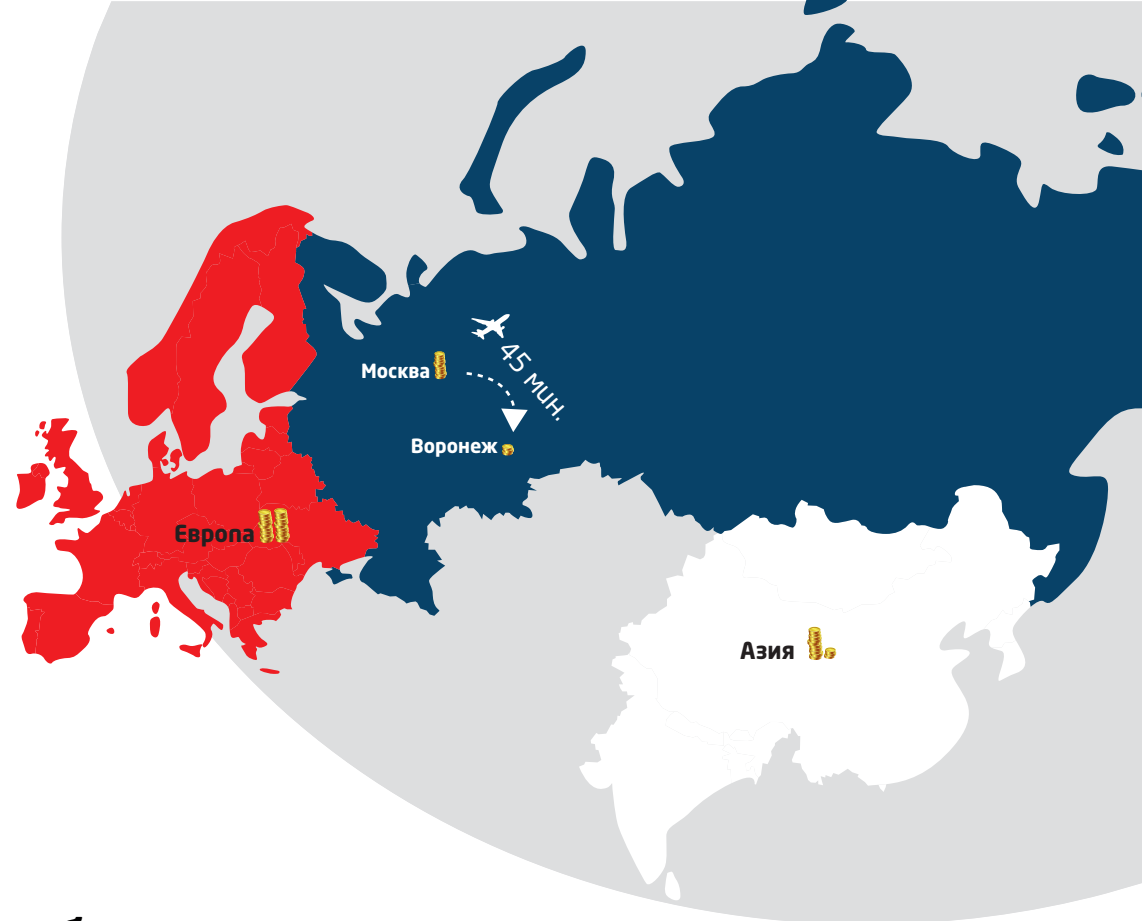 45 мин.
Москва
Воронеж
Европа
Азия